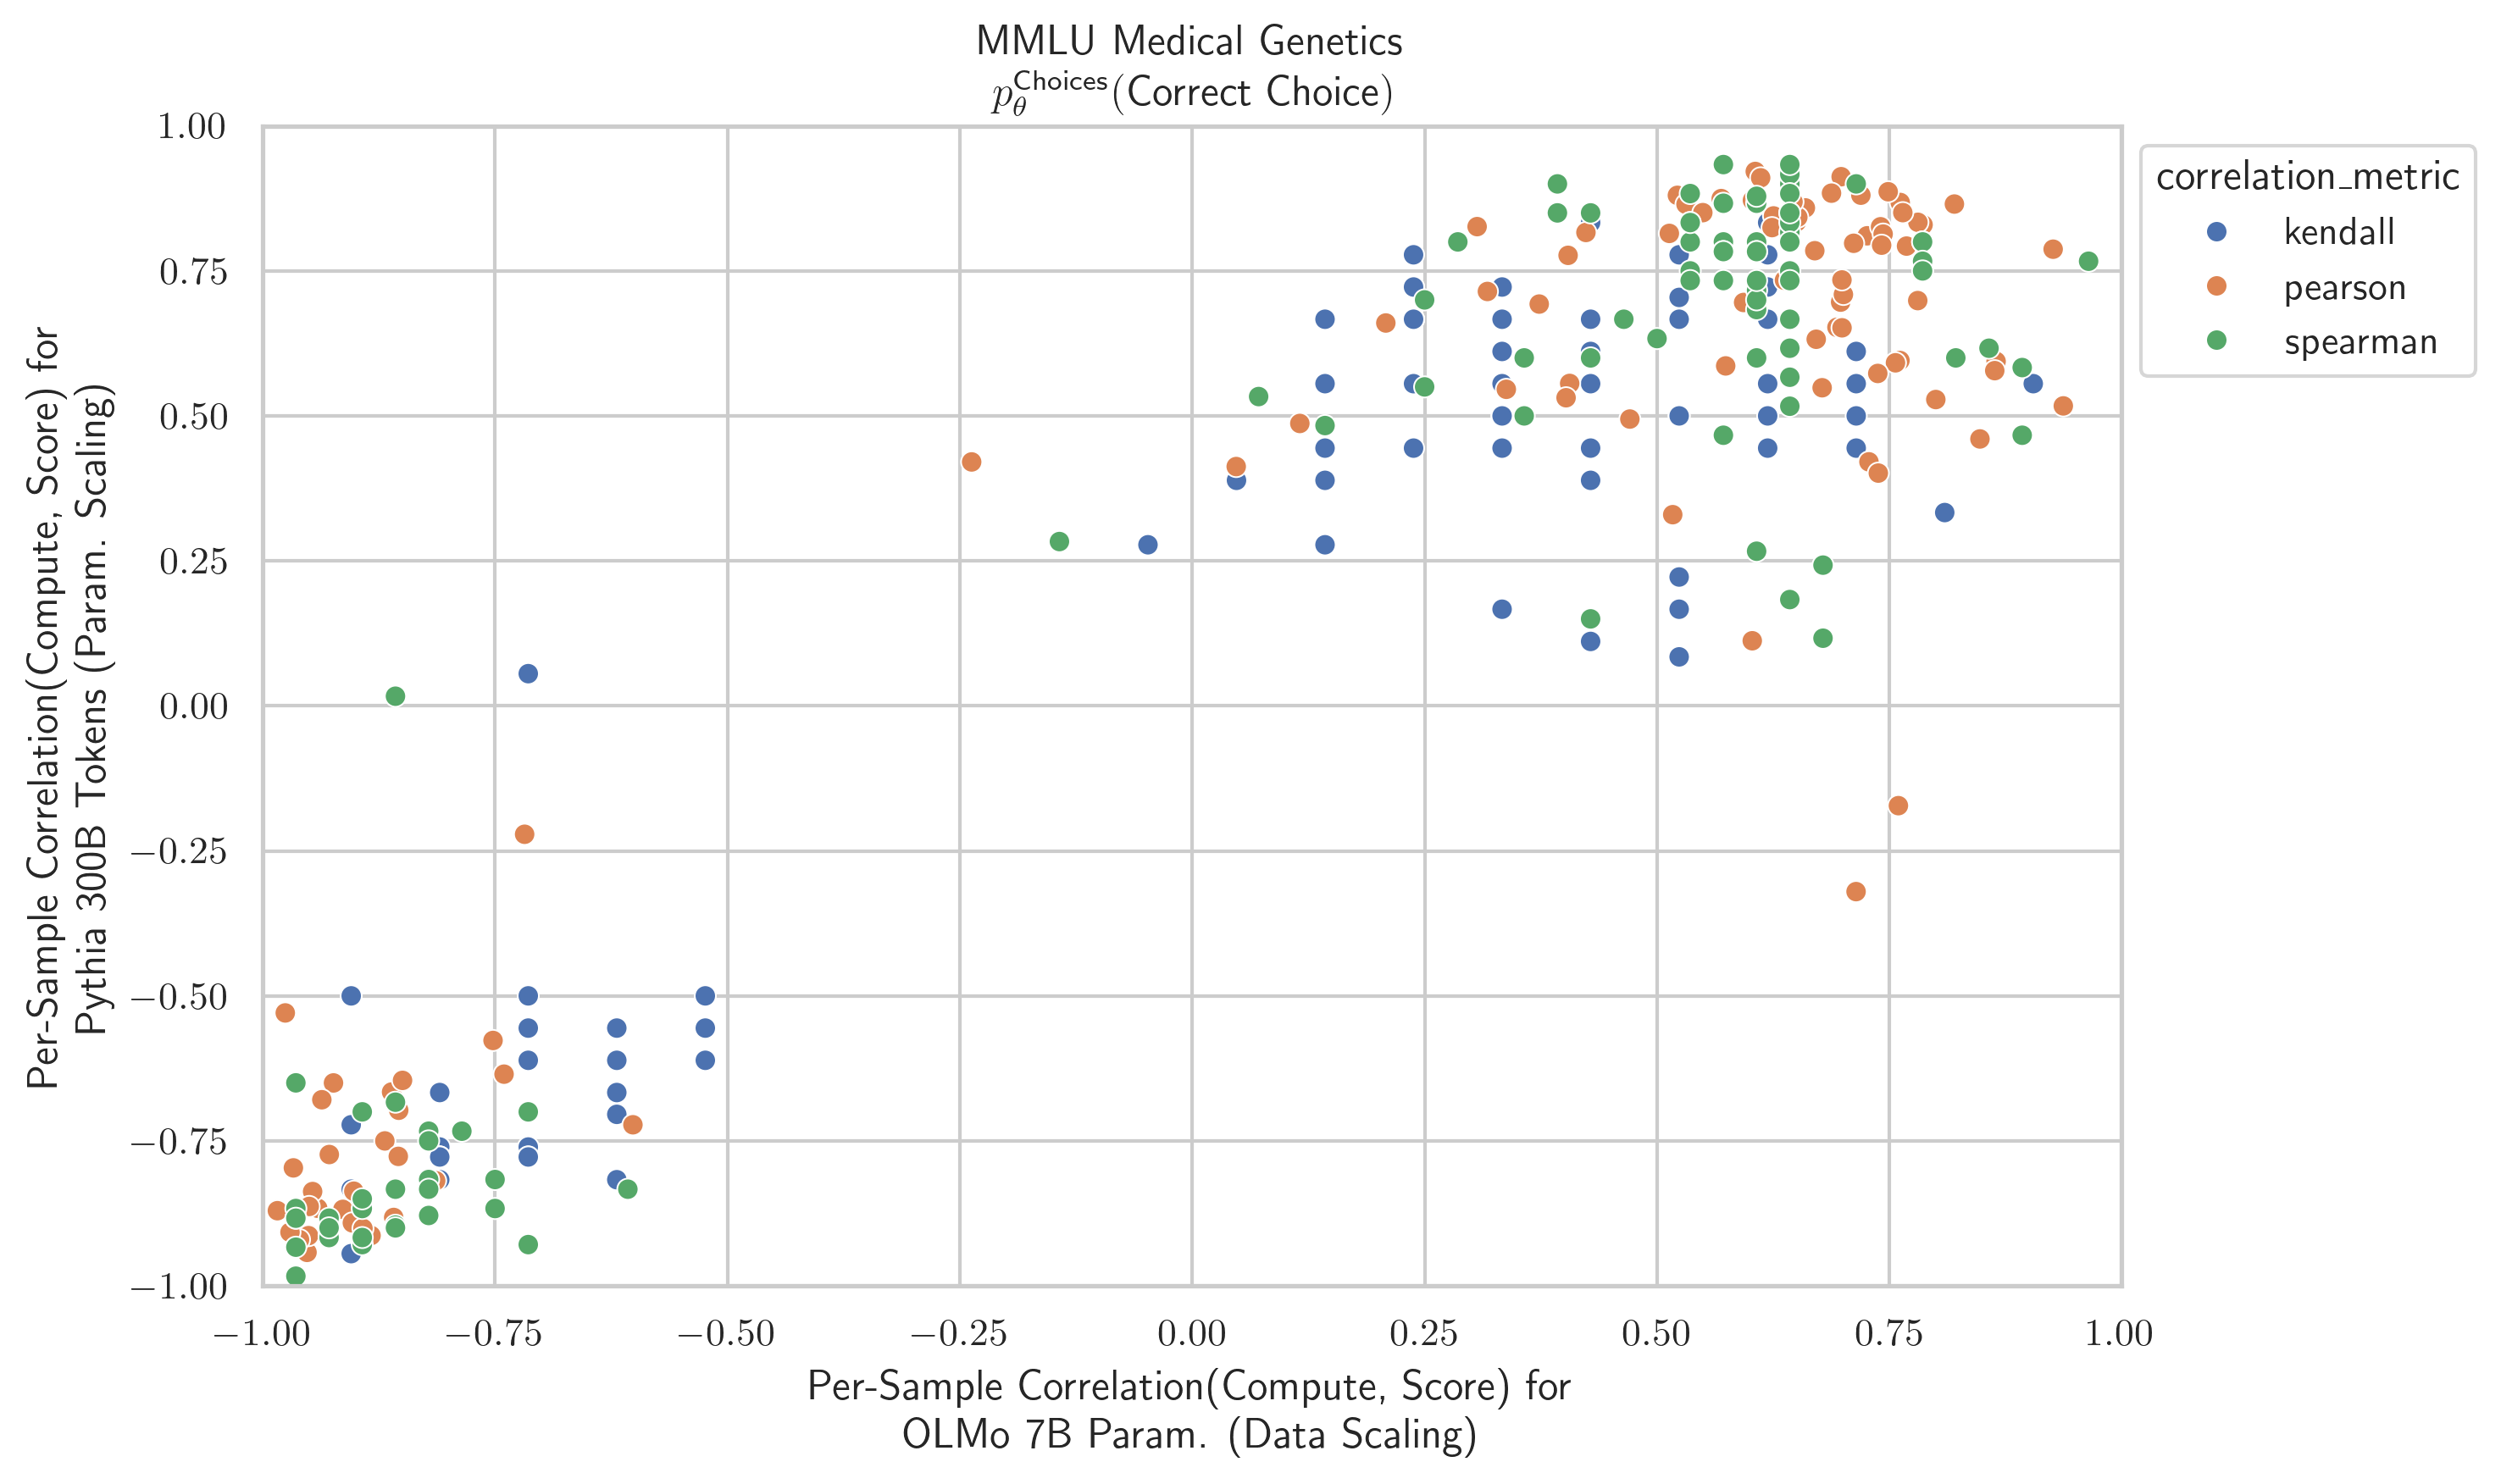 MMLU Medical Genetics
p_θ^Choices(Correct Choice)
1.00
0.75
0.50
0.25
0.00
−0.25
−0.50
−0.75
−1.00
Per-Sample Correlation(Compute, Score) for
Pythia 300B Tokens (Param. Scaling)
−1.00
−0.75
−0.50
−0.25
0.00
0.25
0.50
0.75
1.00
Per-Sample Correlation(Compute, Score) for
OLMo 7B Param. (Data Scaling)
correlation_metric
kendall
pearson
spearman